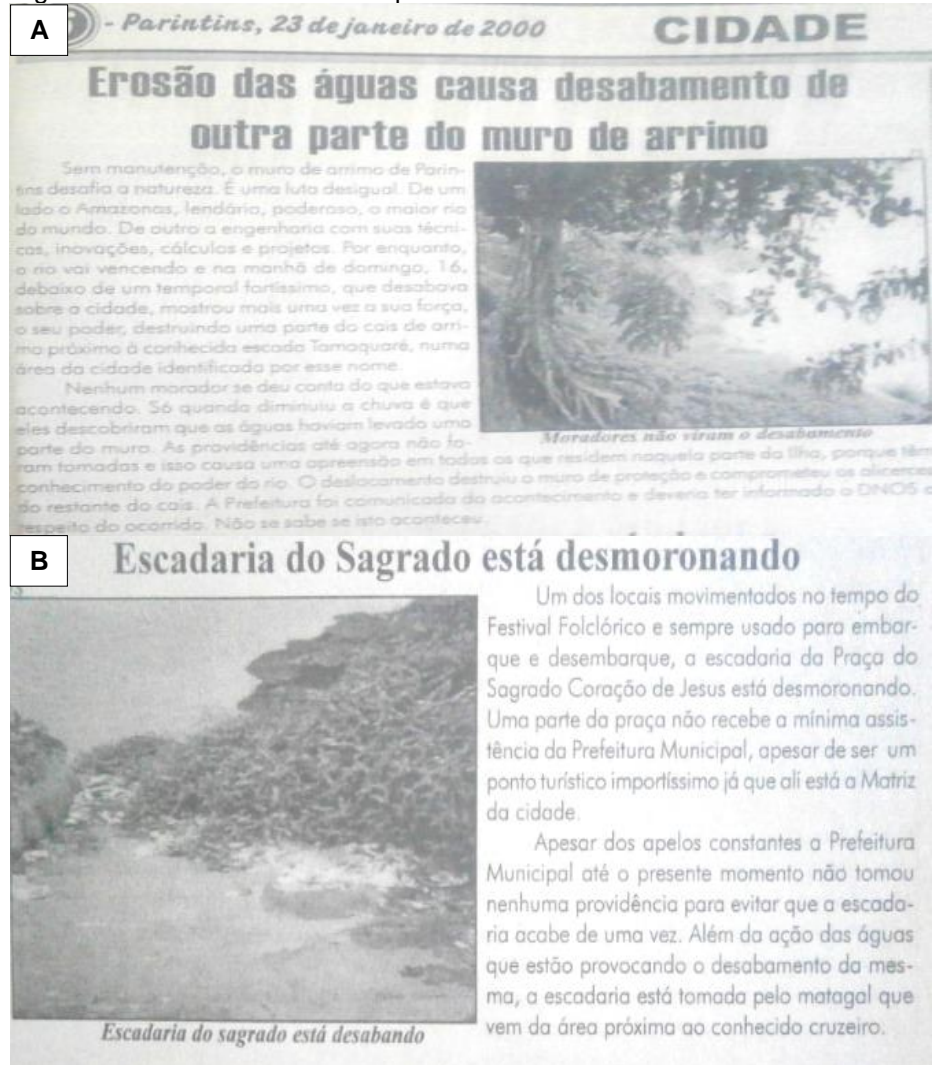 A
- Parintins, 23 de janeiro de 2000
CIDADE
Erosão das águas causa desabamento de
outra parte do muro de arrimo
Sem manutenção, o muro de arrimo de Parin-
tins desafia a natureza. É uma luta desigual. De um
lado o Amazonas, lendário, poderoso, o maior rio
do mundo. De outro a engenharia com suas técni-
cas, inovações, cálculos e projetos. Por enquanto,
o rio vai vencendo e na manhã de domingo, 16,
debaixo de um temporal fortíssimo, que desabava
sobre a cidade, mostrou mais uma vez a sua força,
o seu poder, destruindo uma parte do cais de arri-
mo próximo à conhecida escada Tamaquaré, numa
área da cidade identificada por esse nome.
Nenhum morador se deu conta do que estava
acontecendo. Só quando diminuiu a chuva é que
eles descobriram que as águas haviam levado uma
parte do muro. As providências até agora não fo-
Moradores não viram o desabamento
ram tomadas e isso causa uma apreensão em todos os que residem naquela parte da Ilha, porque têm
conhecimento do poder do rio. O deslocamento destruiu o muro de proteção e comprometeu os alicerces
do restante do cais. A Prefeitura foi comunicada do acontecimento e deveria ter informado o DNOS a
respeito do ocorrido. Não se sabe se isto aconteceu.
B
Escadaria do Sagrado está desmoronando
Um dos locais movimentados no tempo do
Festival Folclórico e sempre usado para embar-
que e desembarque, a escadaria da Praça do
Sagrado Coração de Jesus está desmoronando.
Uma parte da praça não recebe a mínima assis-
tência da Prefeitura Municipal, apesar de ser um
ponto turístico importíssimo já que ali está a Matriz
da cidade.
Apesar dos apelos constantes a Prefeitura
Municipal até o presente momento não tomou
nenhuma providência para evitar que a escada-
ria acabe de uma vez. Além da ação das águas
que estão provocando o desabamento da mes-
ma, a escadaria está tomada pelo matagal que
vem da área próxima ao conhecido cruzeiro.
Escadaria do sagrado está desabando